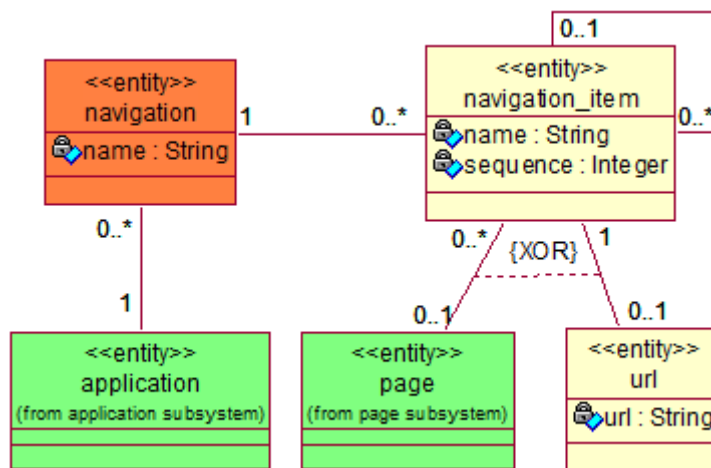 0..1
<<entity>>
navigation
name : String
1
0..*
<<entity>>
navigation_item
name : String
sequence : Integer
0..*
0..*
1
0..*
{XOR}
1
0..1
0..1
<<entity>>
application
(from application subsystem)
<<entity>>
page
(from page subsystem)
<<entity>>
url
url : String